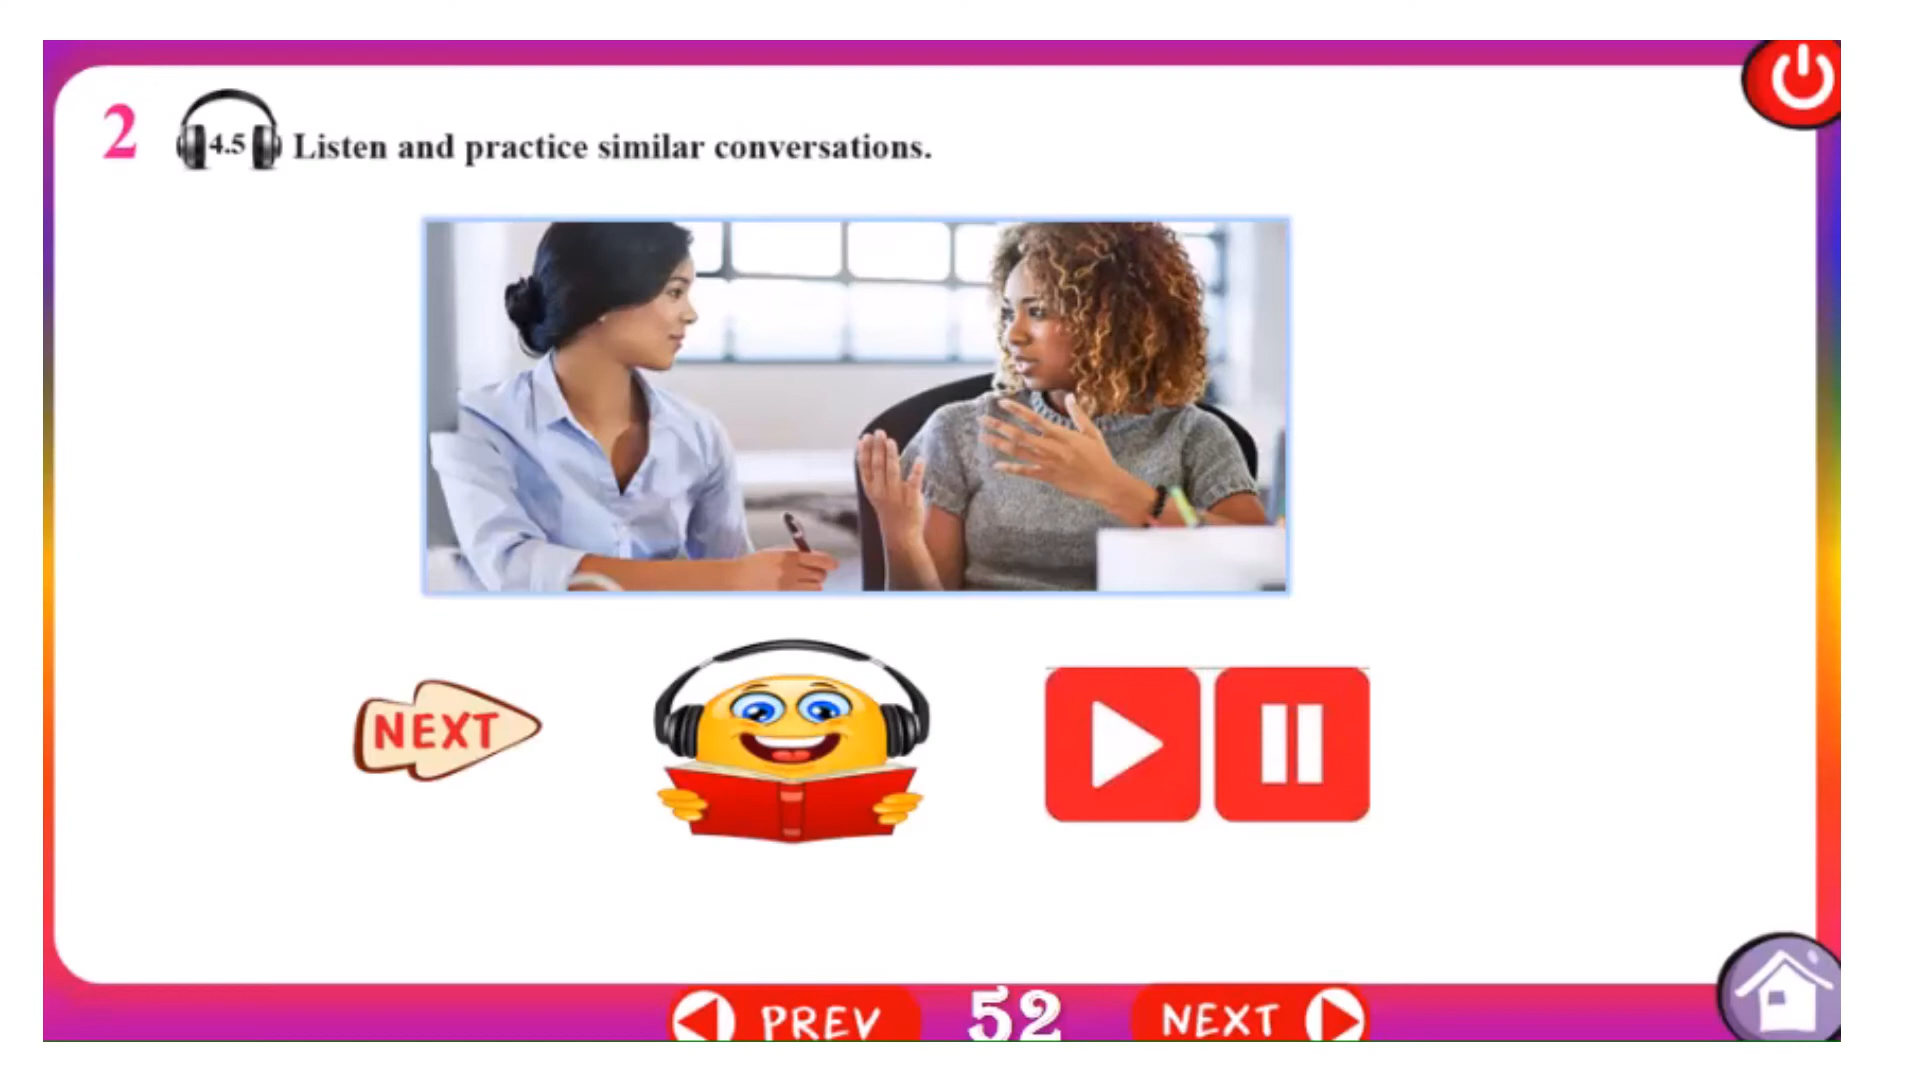 2 4.5 Listen and practice similar conversations.
NEXT
PREV 52 NEXT